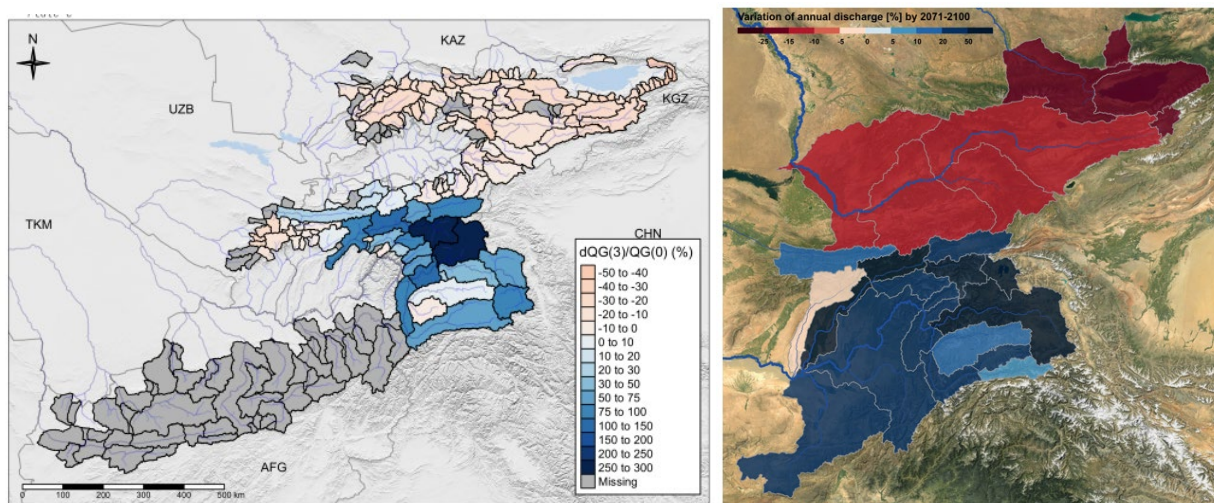 N
KAZ
UZB
KGZ
TKM
CHN
AFG
dQG(3)/QG(0) (%)
-50 to -40
-40 to -30
-30 to -20
-20 to -10
-10 to 0
0 to 10
10 to 20
20 to 30
30 to 50
50 to 75
75 to 100
100 to 150
150 to 200
200 to 250
250 to 300
Missing
0 100 200 300 400 500 km
Variation of annual discharge [%] by 2071-2100
-25 -15 -10 -5 0 5 10 20 50